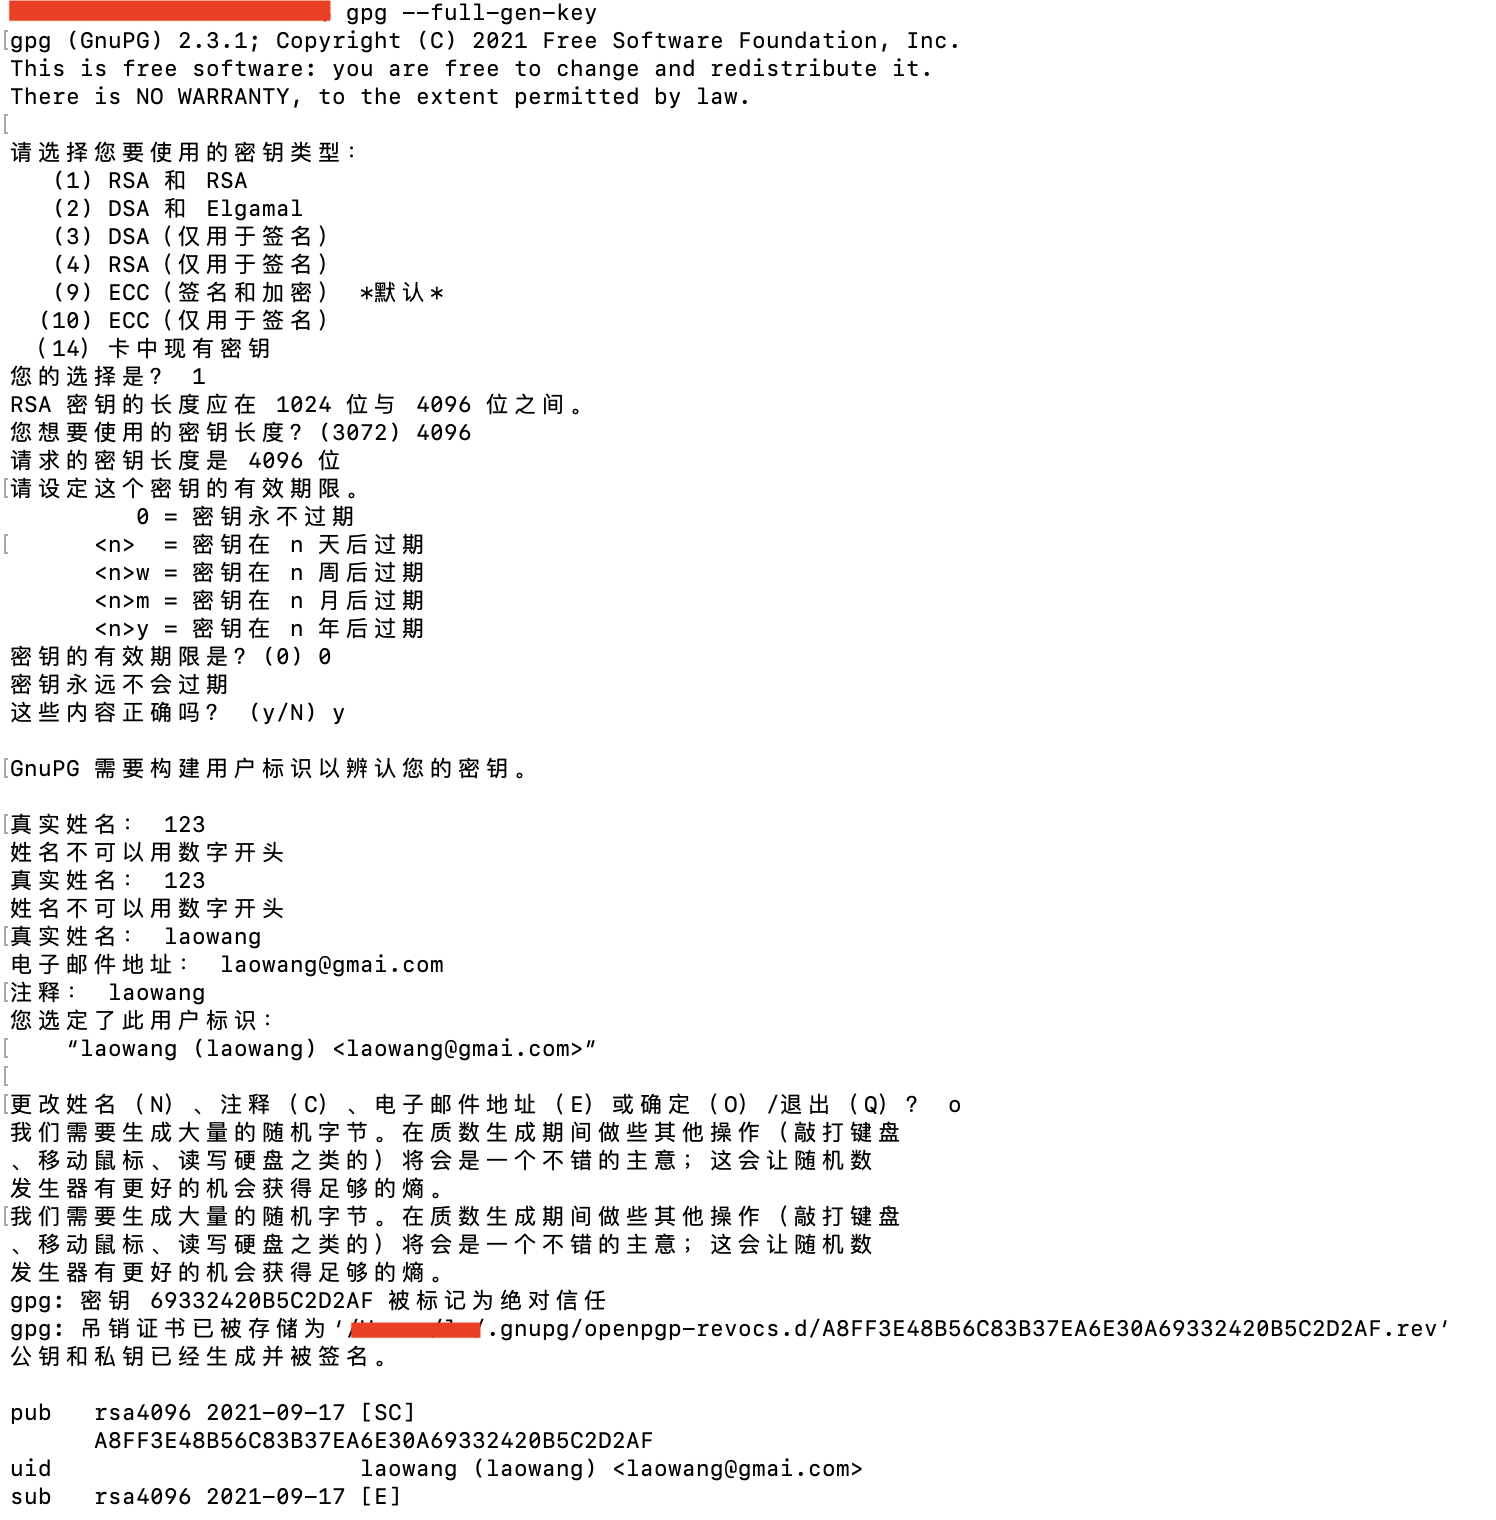 gpg --full-gen-key
[gpg (GnuPG) 2.3.1; Copyright (C) 2021 Free Software Foundation, Inc.
This is free software: you are free to change and redistribute it.
There is NO WARRANTY, to the extent permitted by law.
[
请选择您要使用的密钥类型：
(1) RSA 和 RSA
(2) DSA 和 Elgamal
(3) DSA（仅用于签名）
(4) RSA（仅用于签名）
(9) ECC（签名和加密） *默认*
(10) ECC（仅用于签名）
（14）卡中现有密钥
您的选择是？ 1
RSA 密钥的长度应在 1024 位与 4096 位之间。
您想要使用的密钥长度？(3072) 4096
请求的密钥长度是 4096 位
[请设定这个密钥的有效期限。
0 = 密钥永不过期
[ <n> = 密钥在 n 天后过期
<n>w = 密钥在 n 周后过期
<n>m = 密钥在 n 月后过期
<n>y = 密钥在 n 年后过期
密钥的有效期限是？(0) 0
密钥永远不会过期
这些内容正确吗？ (y/N) y
[GnuPG 需要构建用户标识以辨认您的密钥。
[真实姓名： 123
姓名不可以用数字开头
真实姓名： 123
姓名不可以用数字开头
[真实姓名： laowang
电子邮件地址： laowang@gmai.com
[注释： laowang
您选定了此用户标识：
[ “laowang (laowang) <laowang@gmai.com>”
[
[更改姓名（N）、注释（C）、电子邮件地址（E）或确定（O）/退出（Q）？ o
我们需要生成大量的随机字节。在质数生成期间做些其他操作（敲打键盘
、移动鼠标、读写硬盘之类的）将会是一个不错的主意；这会让随机数
发生器有更好的机会获得足够的熵。
[我们需要生成大量的随机字节。在质数生成期间做些其他操作（敲打键盘
、移动鼠标、读写硬盘之类的）将会是一个不错的主意；这会让随机数
发生器有更好的机会获得足够的熵。
gpg: 密钥 69332420B5C2D2AF 被标记为绝对信任
gpg: 吊销证书已被存储为‘/ /.gnupg/openpgp-revocs.d/A8FF3E48B56C83B37EA6E30A69332420B5C2D2AF.rev’
公钥和私钥已经生成并被签名。
pub rsa4096 2021-09-17 [SC]
A8FF3E48B56C83B37EA6E30A69332420B5C2D2AF
uid laowang (laowang) <laowang@gmai.com>
sub rsa4096 2021-09-17 [E]